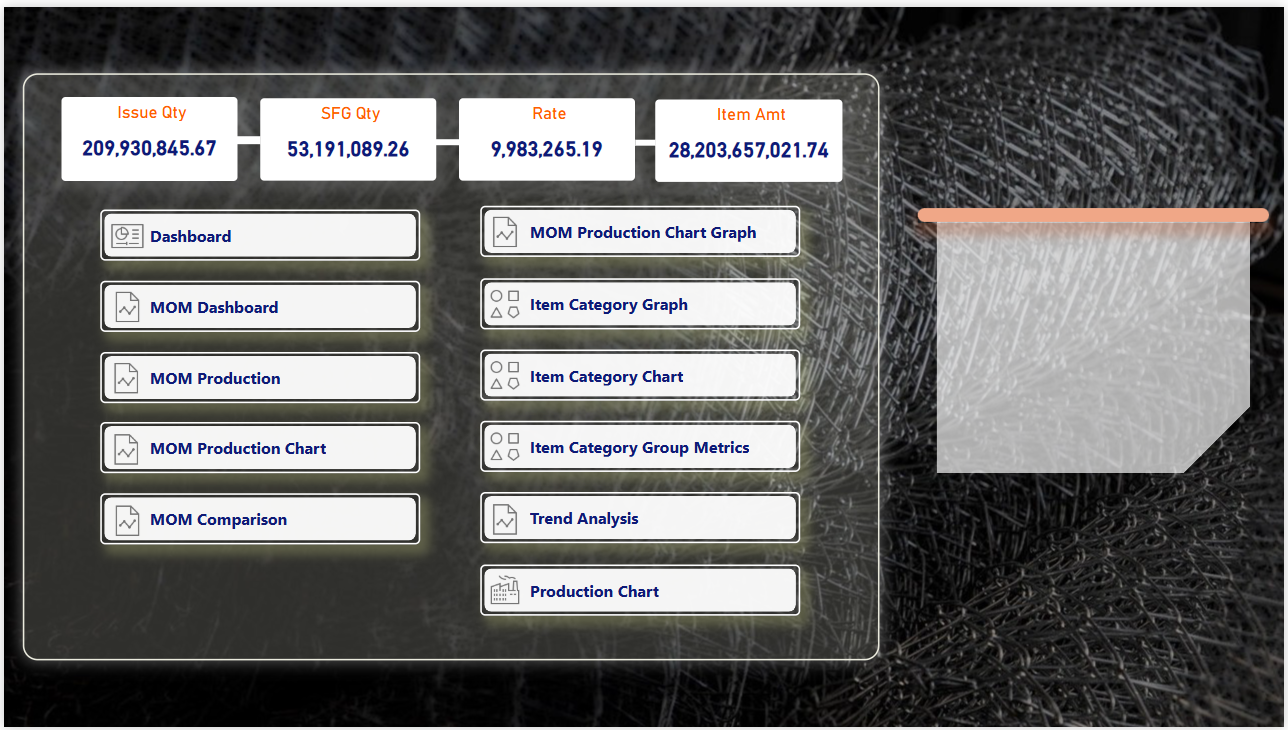 Issue Qty
209,930,845.67
SFG Qty
53,191,089.26
Rate
9,983,265.19
Item Amt
28,203,657,021.74
Dashboard
MOM Dashboard
MOM Production
MOM Production Chart
MOM Comparison
MOM Production Chart Graph
Item Category Graph
Item Category Chart
Item Category Group Metrics
Trend Analysis
Production Chart